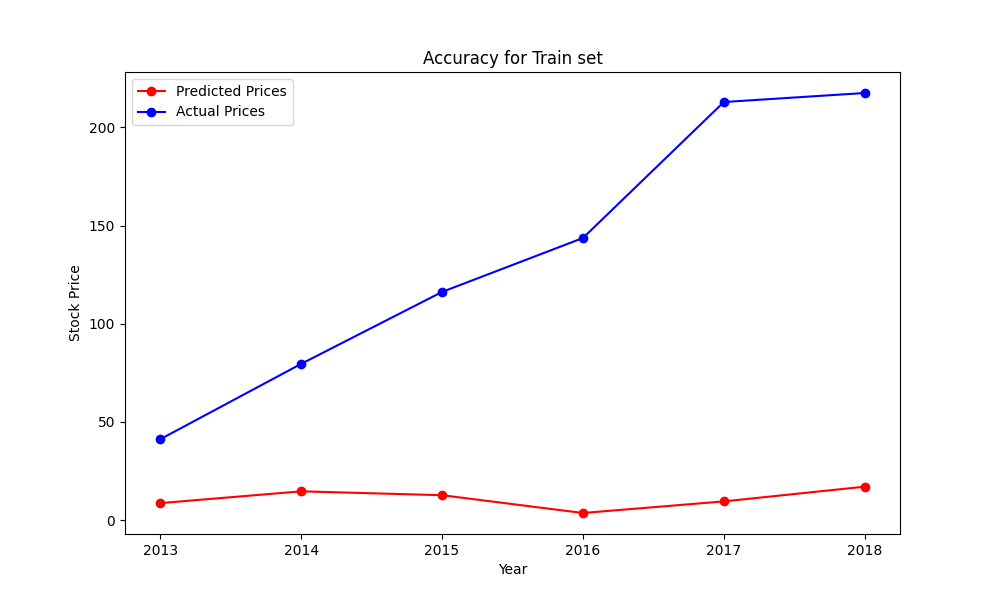 Accuracy for Train set
Predicted Prices
Actual Prices
200
150
100
50
0
Stock Price
2013 2014 2015 2016 2017 2018
Year